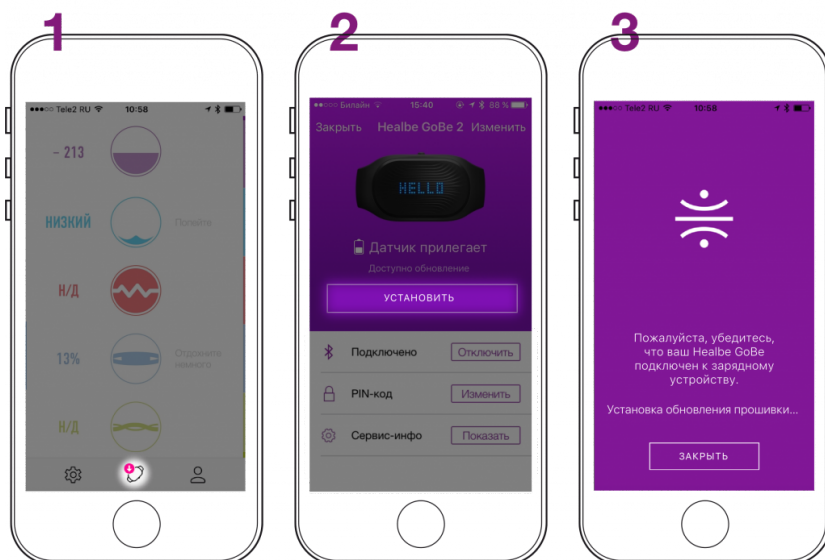 1
Tele2 RU
10:58
- 213
НИЗКИЙ
Попейте
Н/Д
13%
Отдохните
немного
Н/Д
2
Билайн
15:40
88 %
Закрыть
Healbe GoBe 2
Изменить
HELLO
Датчик прилегает
Доступно обновление
УСТАНОВИТЬ
Подключено
Отключить
PIN-код
Изменить
Сервис-инфо
Показать
3
Tele2 RU
10:58
Пожалуйста, убедитесь,
что ваш Healbe GoBe
подключен к зарядному
устройству.
Установка обновления прошивки...
ЗАКРЫТЬ